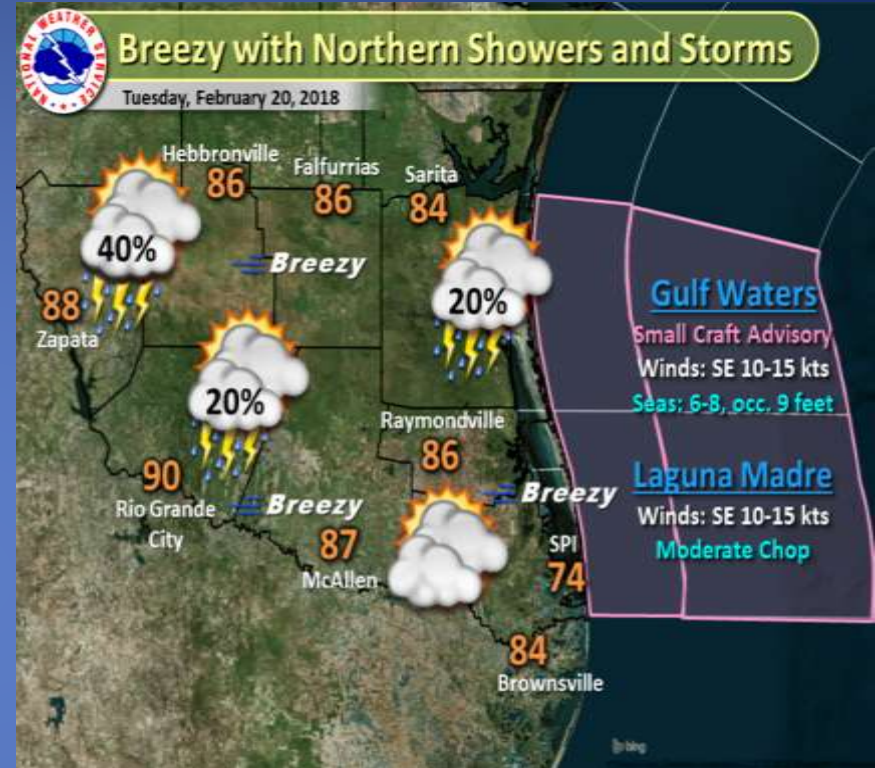 NATIONAL WEATHER SERVICE
Breezy with Northern Showers and Storms
Tuesday, February 20, 2018
Hebbronville
86
Falfurrias
86
Sarita
84
40%
Breezy
20%
88
Zapata
Gulf Waters
Small Craft Advisory
Winds: SE 10-15 kts
Seas: 6-8, occ. 9 feet
20%
Raymondville
86
90
Rio Grande
City
Breezy
Breezy
Laguna Madre
Winds: SE 10-15 kts
Moderate Chop
87
McAllen
SPI
74
84
Brownsville
bing